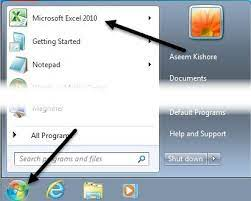 Microsoft Excel 2010
Aseem Kishore
Getting Started
Documents
Notepad
Magnifier
Default Programs
All Programs
Help and Support
Search programs and files
Shut down